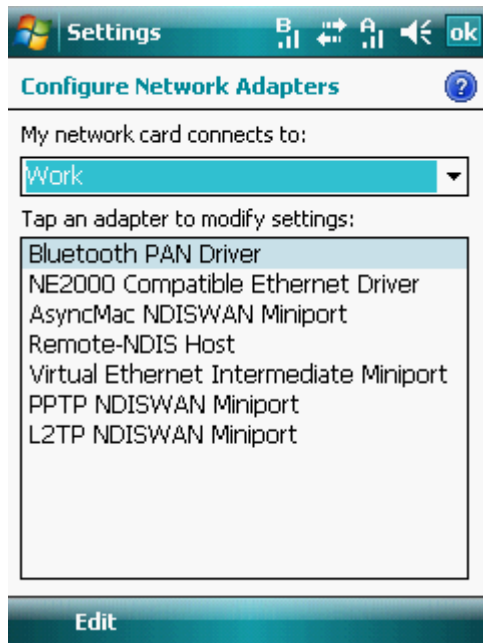 Settings B A ok
Configure Network Adapters ?
My network card connects to:
Work
Tap an adapter to modify settings:
Bluetooth PAN Driver
NE2000 Compatible Ethernet Driver
AsyncMac NDISWAN Miniport
Remote-NDIS Host
Virtual Ethernet Intermediate Miniport
PPTP NDISWAN Miniport
L2TP NDISWAN Miniport
Edit